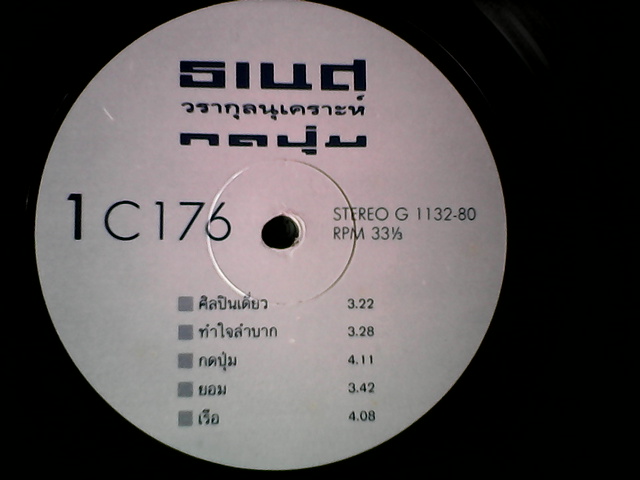 ธเนส
วรากุลนุเคราะห์
กดปุ่ม
1 C176
STEREO G 1132-80
RPM 33⅓
ศิลปินเดี่ยว 3.22
ทำใจลำบาก 3.28
กดปุ่ม 4.11
ยอม 3.42
เรือ 4.08